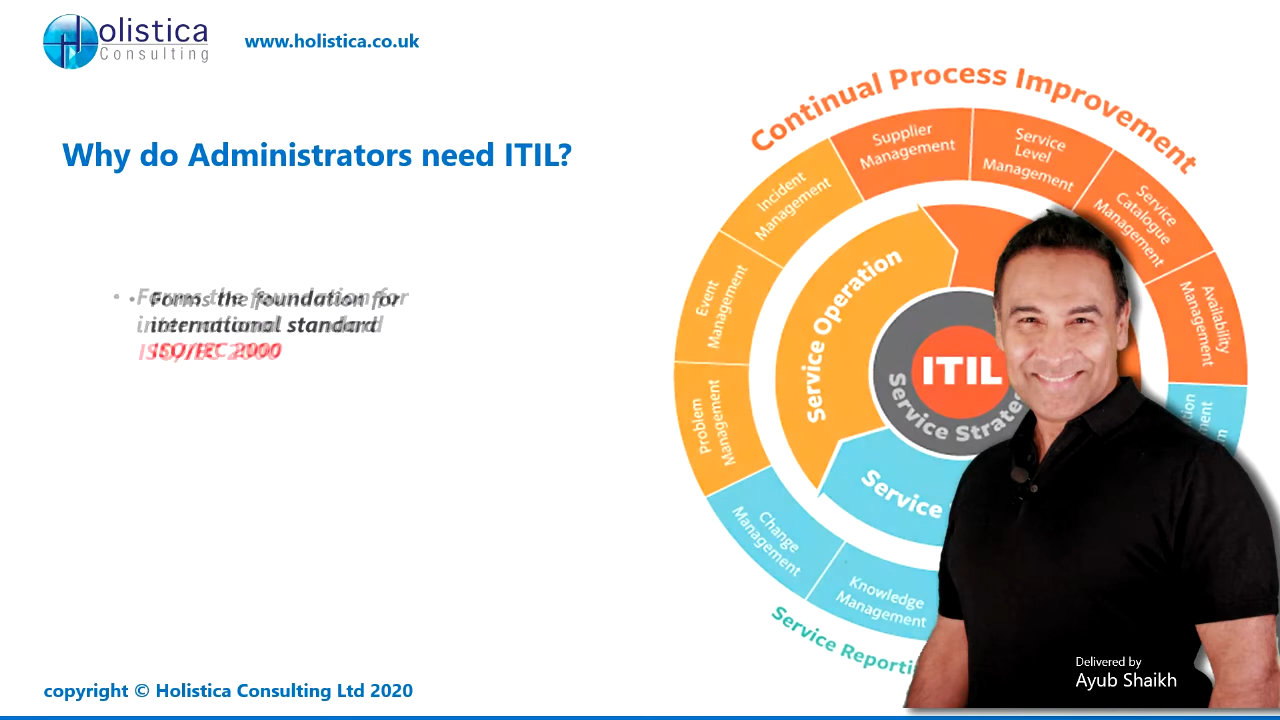 Holistica
Consulting
www.holistica.co.uk
Why do Administrators need ITIL?
• Forms the foundation for
international standard
ISO/IEC 2000
Continual Process Improvement
Supplier
Management
Service
Level
Management
Service
Catalogue
Management
Availability
Management
Incident
Management
Event
Management
Problem
Management
Change
Management
Knowledge
Management
Service Operation
ITIL
Service
Service
Service
Delivered by
Ayub Shaikh
copyright © Holistica Consulting Ltd 2020